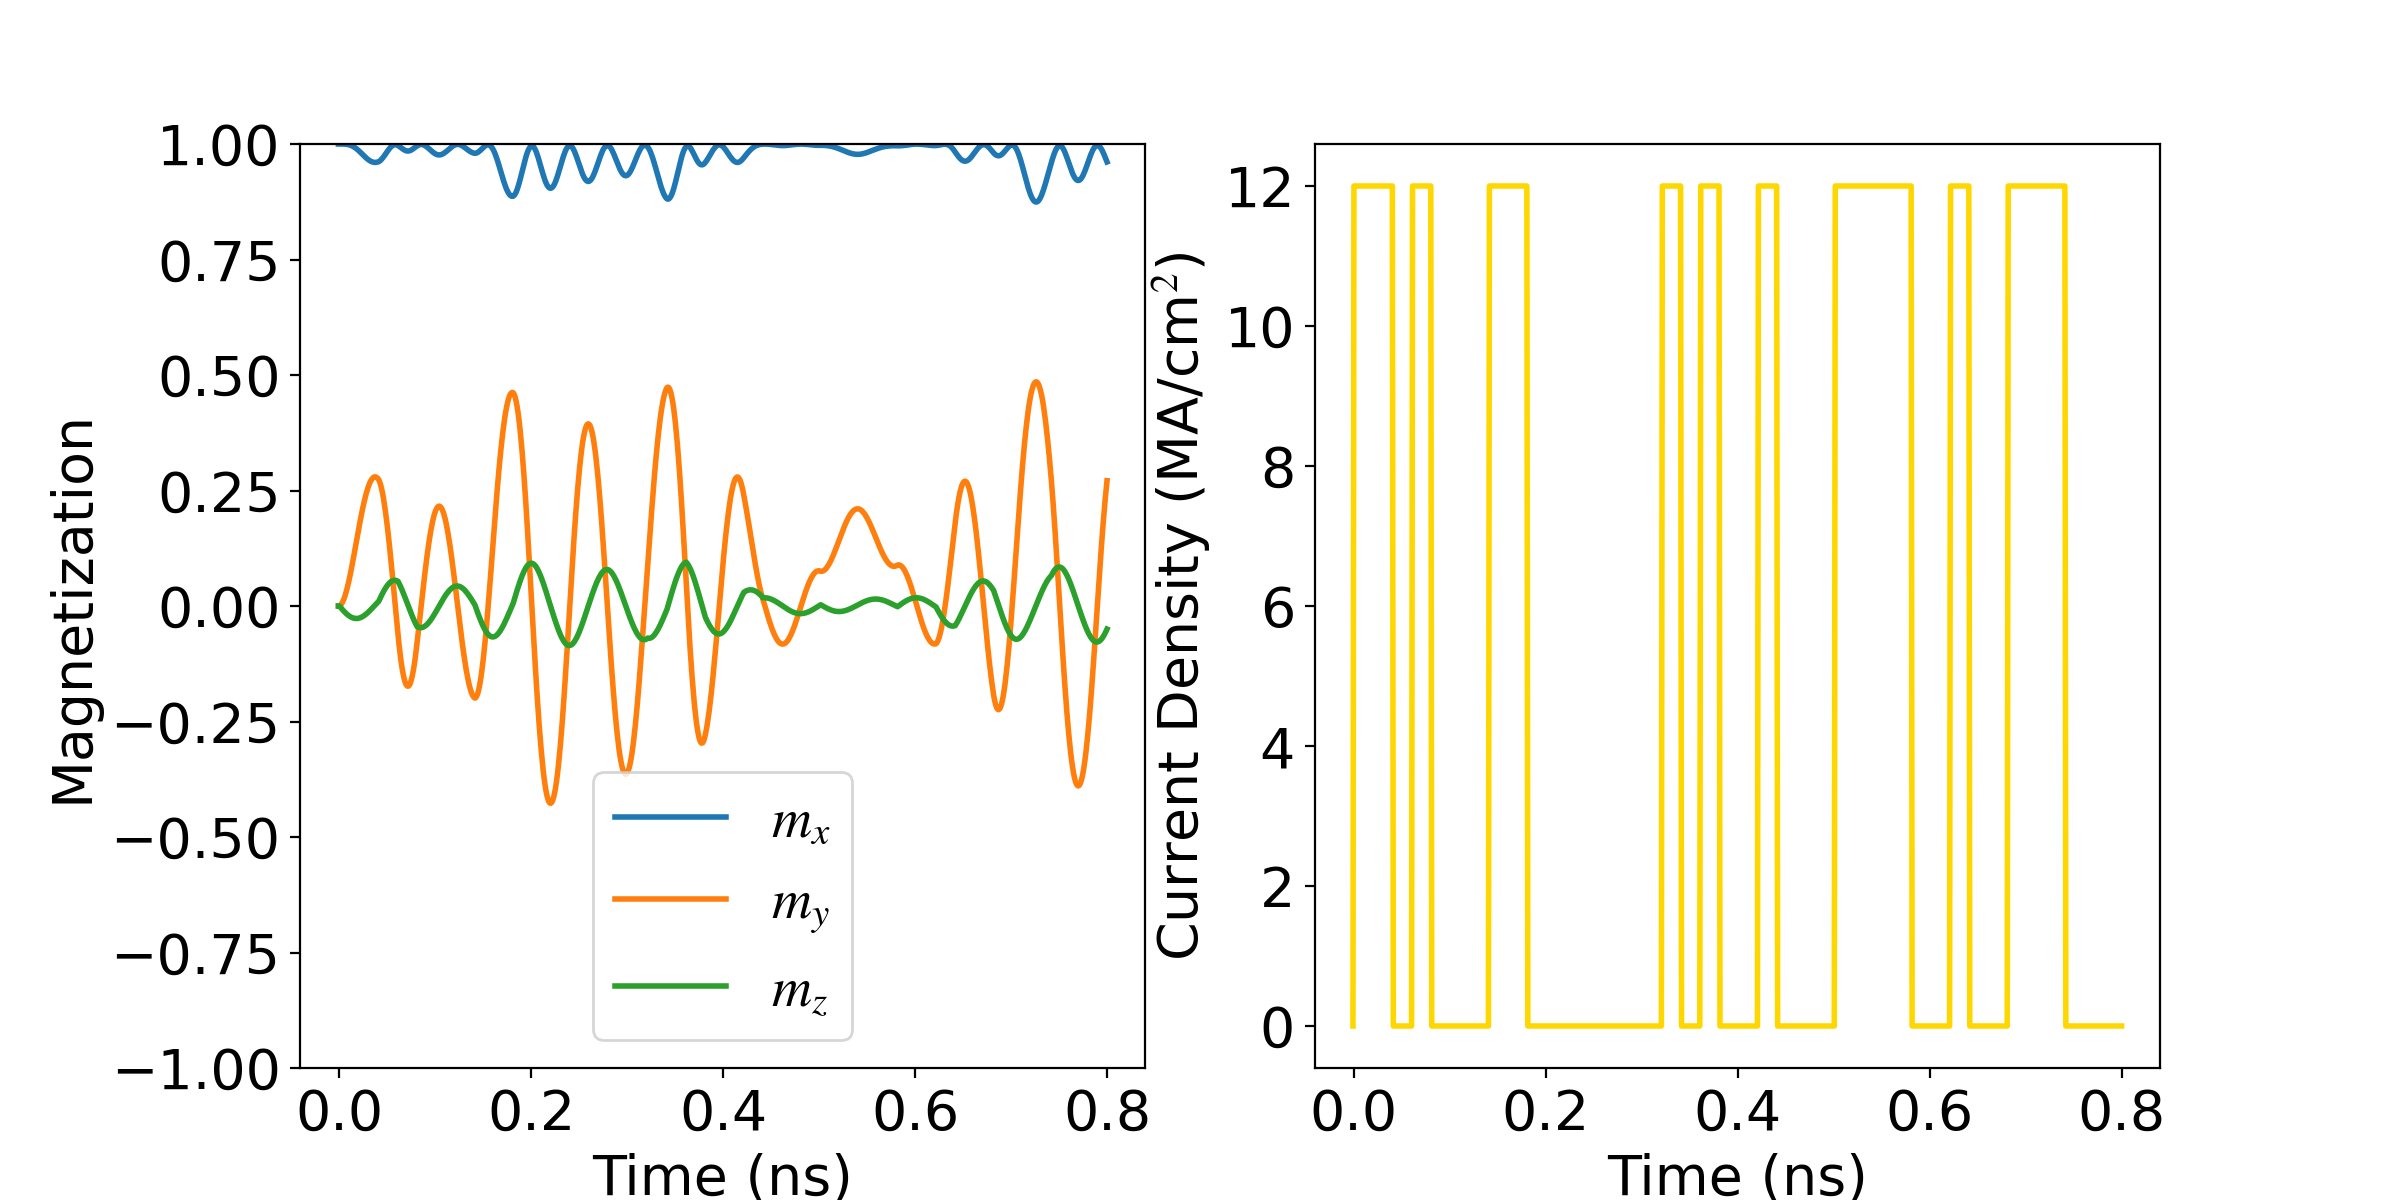 Magnetization
1.00
0.75
0.50
0.25
0.00
−0.25
−0.50
−0.75
−1.00
0.0 0.2 0.4 0.6 0.8
Time (ns)
m_x
m_y
m_z
Current Density (MA/cm²)
12
10
8
6
4
2
0
0.0 0.2 0.4 0.6 0.8
Time (ns)